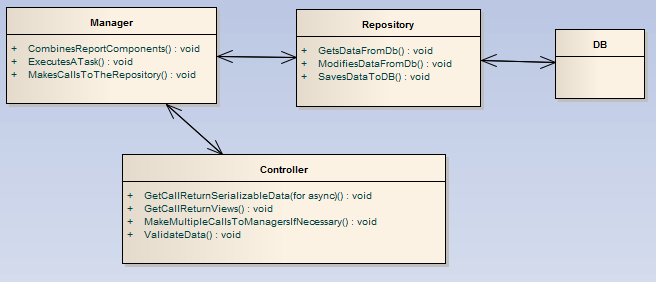 Manager
+ CombinesReportComponents() : void
+ ExecutesATask() : void
+ MakesCallsToTheRepository() : void
Repository
+ GetsDataFromDb() : void
+ ModifiesDataFromDb() : void
+ SavesDataToDB() : void
DB
Controller
+ GetCallReturnSerializableData(for async)() : void
+ GetCallReturnViews() : void
+ MakeMultipleCallsToManagersIfNecessary() : void
+ ValidateData() : void